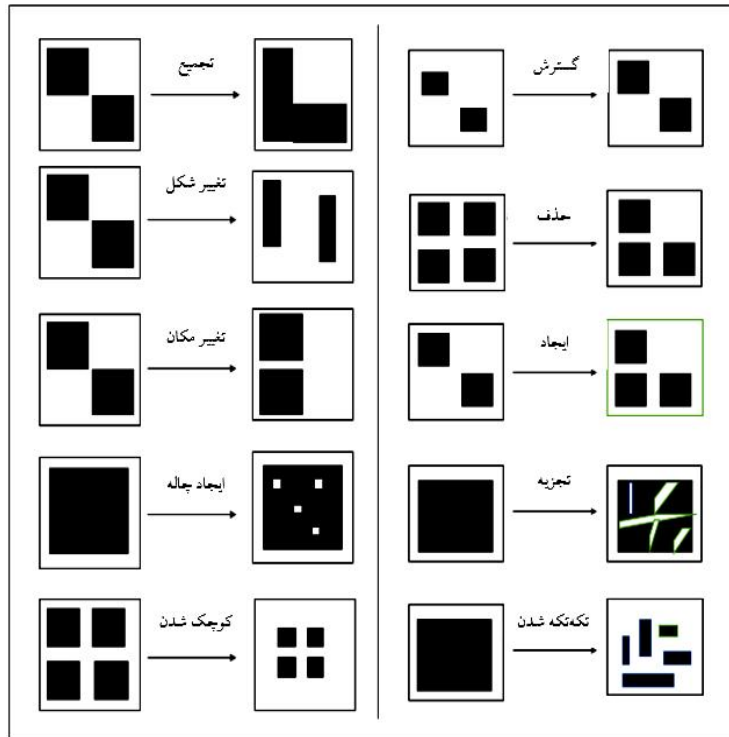 گسترش
تجمیع
حذف
تغییر شکل
ایجاد
تغییر مکان
تجزیه
ایجاد چاله
تکه‌تکه شدن
کوچک شدن